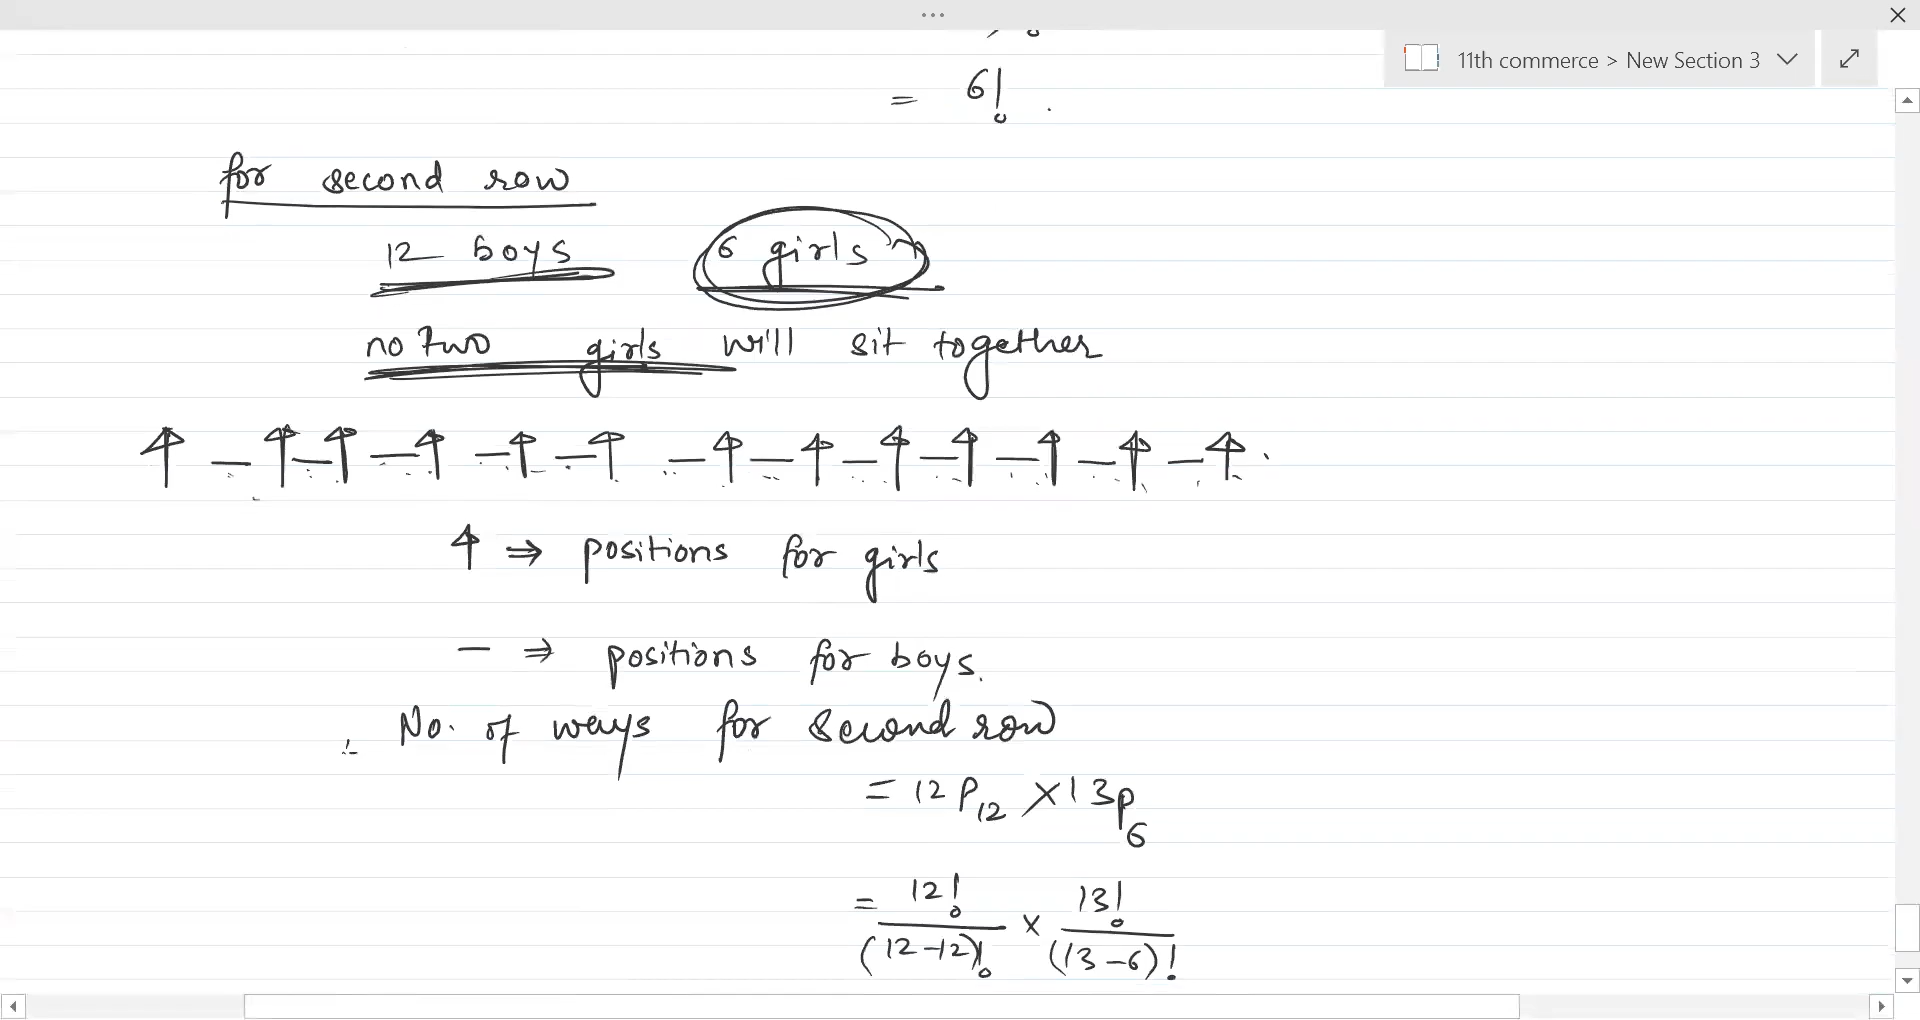 11th commerce > New Section 3
= 6!
for second row
12 boys 6 girls
no two girls will sit together
↑ _ ↑ _ ↑ _ ↑ _ ↑ _ ↑ _ ↑ _ ↑ _ ↑ _ ↑ _ ↑ _ ↑ _ ↑ .
↑ ⇒ positions for girls
— ⇒ positions for boys.
∴ No. of ways for second row
= 12P12 × 13P6
= 12!/(12-12)! × 13!/(13-6)!